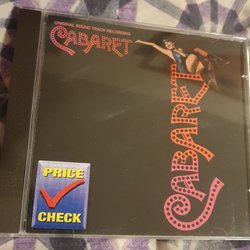 ORIGINAL SOUND TRACK RECORDING
CABARET
CABARET
PRICE
CHECK